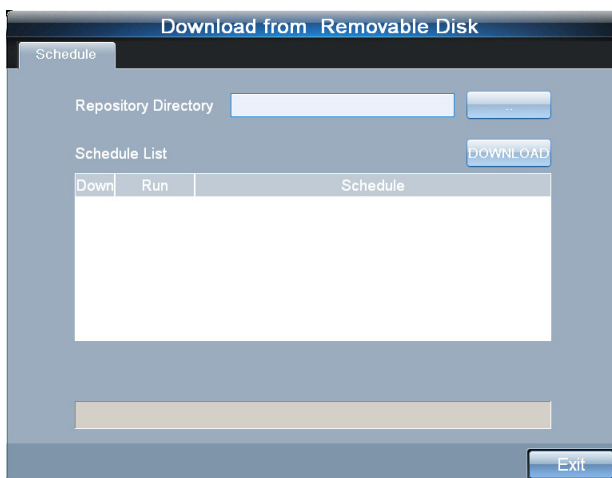 Download from Removable Disk
Schedule
Repository Directory ..
Schedule List DOWNLOAD
Down Run Schedule
Exit